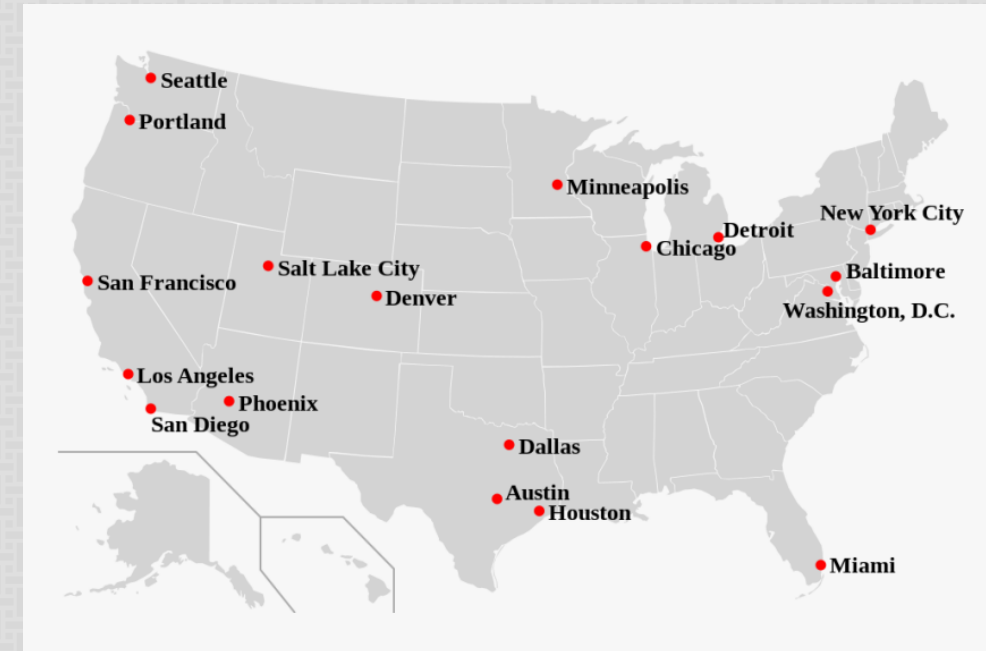 Seattle
Portland
Minneapolis
New York City
Detroit
Chicago
Salt Lake City
Baltimore
San Francisco
Denver
Washington, D.C.
Los Angeles
Phoenix
San Diego
Dallas
Austin
Houston
Miami